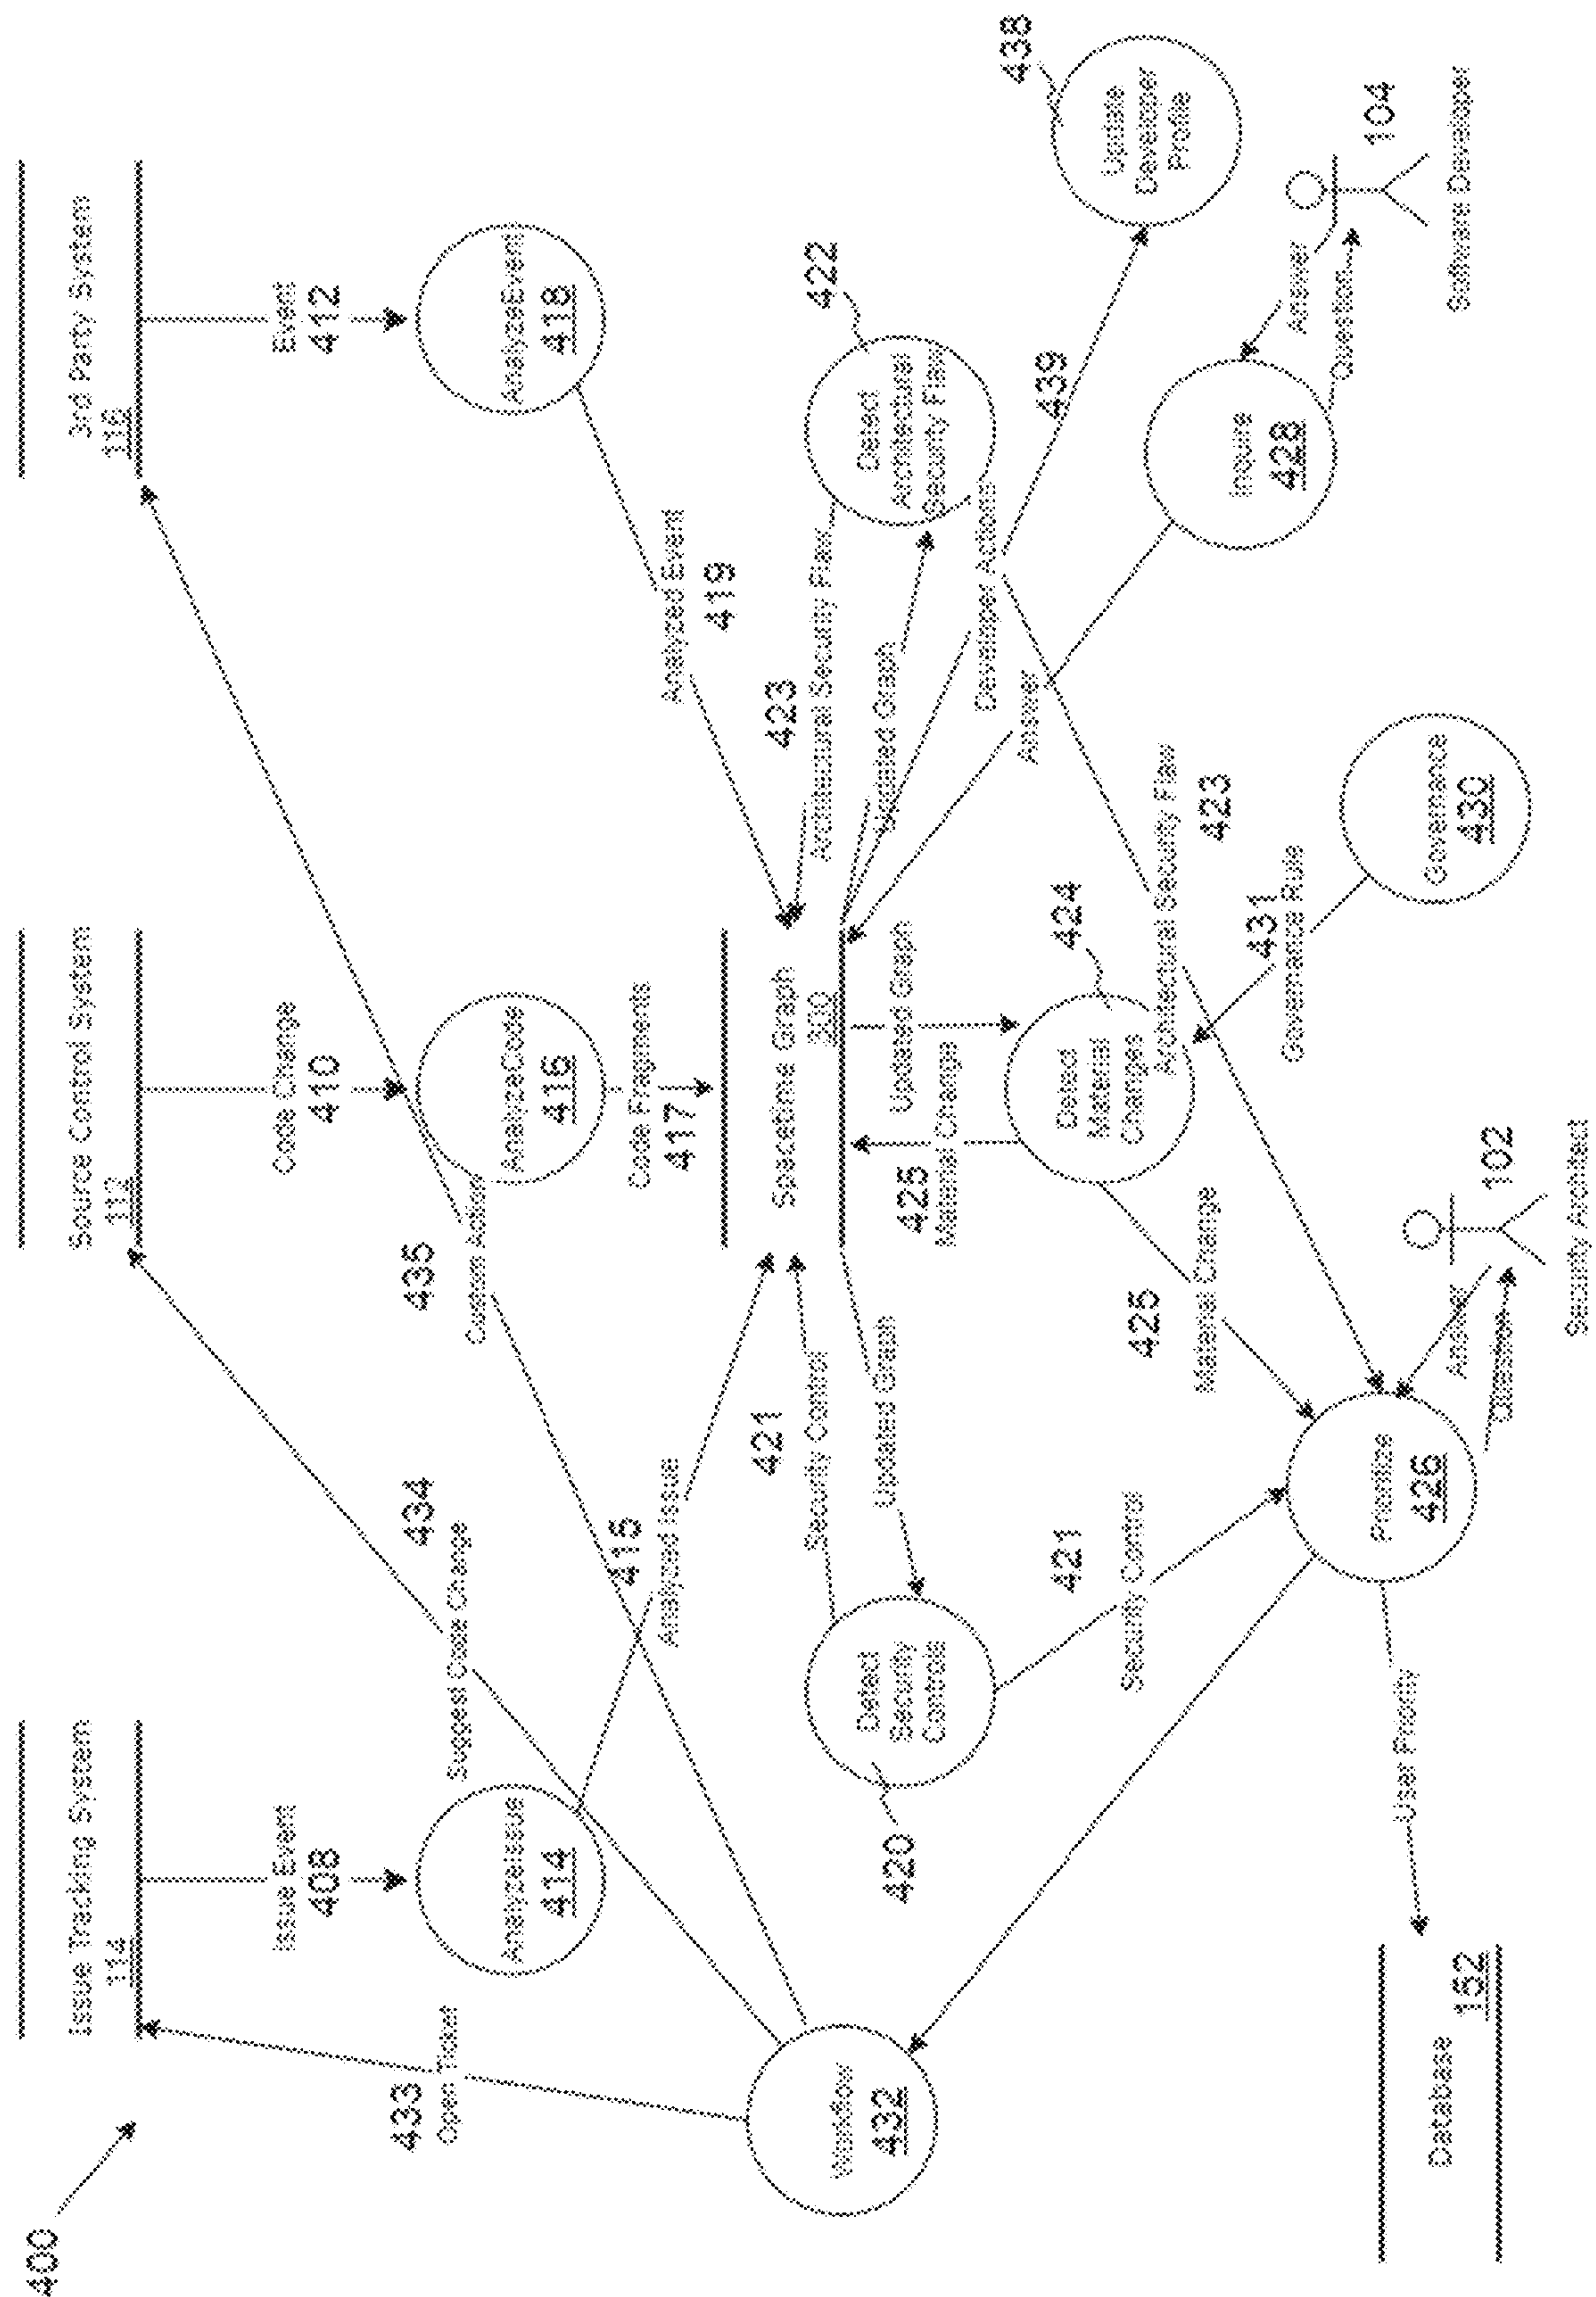 400
Issue Tracking System
114
Source Control System
112
3rd Party System
116
Issue Event
408
Code Change
410
Event
412
433
Open Ticket
434
Suggest Code Change
435
Custom Action
AnalyzeIssue
414
AnalyzeCode
416
AnalyzeEvent
418
415
Analyzed Issue
Code Fragments
417
Analyzed Event
419
Spacetime Graph
421
Security Control
423
Architectural Security Flaw
422
Detect
Architectural
Security Flaw
438
Update
Developer
Profile
Workflow
432
Detect
Security
Controls
420
Updated Graph
Updated Graph
Updated Graph
425
Material Change
Developer Actions
439
Answer
424
Detect
Material
Changes
421
Security Control
425
Material Change
Architectural Security Flaw
423
431
Governance Rule
Inquire
428
Answer
Question
104
Software Developer
Prioritize
426
User Priority
Answer
Question
102
Security Architect
Governance
430
Database
152